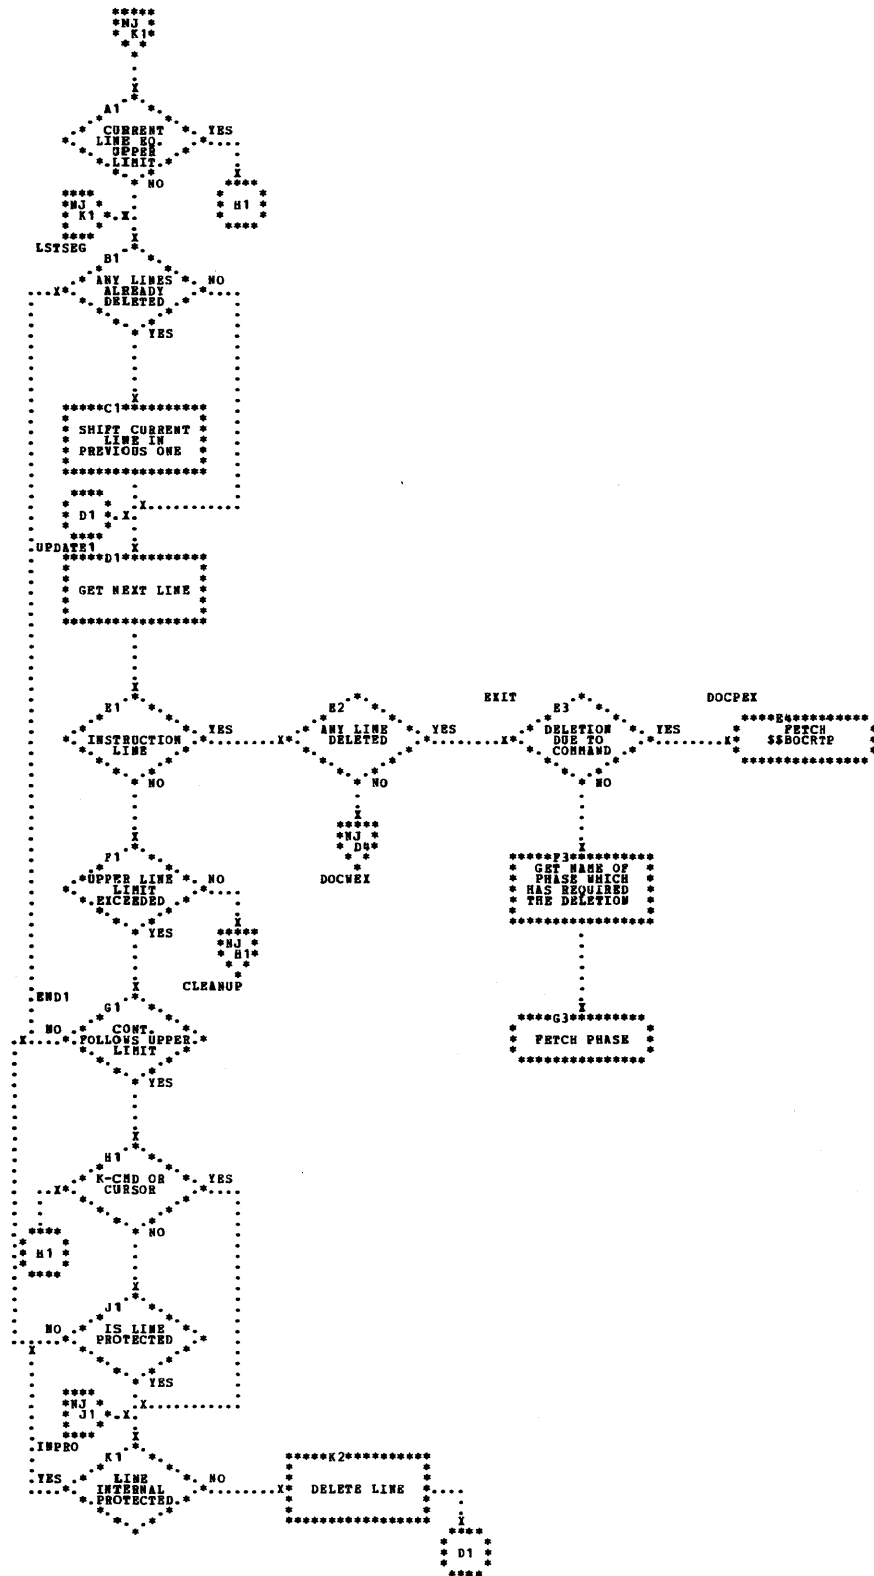 NJ
K1
A1
CURRENT
LINE EQ.
UPPER
LIMIT
YES
NO
H1
NJ
K1
LSTSEG
B1
ANY LINES
ALREADY
DELETED
NO
YES
C1
SHIFT CURRENT
LINE IN
PREVIOUS ONE
D1
UPDATE1
D1
GET NEXT LINE
E1
INSTRUCTION
LINE
YES
NO
E2
ANY LINE
DELETED
YES
NO
NJ
D4
DOCWEX
EXIT
E3
DELETION
DUE TO
COMMAND
YES
NO
DOCPEX
E4
FETCH
$$BOCRTP
F1
UPPER LINE
LIMIT
EXCEEDED
NO
YES
NJ
H1
CLEANUP
F3
GET NAME OF
PHASE WHICH
HAS REQUIRED
THE DELETION
END1
G1
NO
CONT.
FOLLOWS UPPER
LIMIT
YES
G3
FETCH PHASE
H1
K-CMD OR
CURSOR
YES
NO
H1
J1
NO
IS LINE
PROTECTED
YES
NJ
J1
INPRO
K1
YES
LINE
INTERNAL
PROTECTED
NO
K2
DELETE LINE
D1